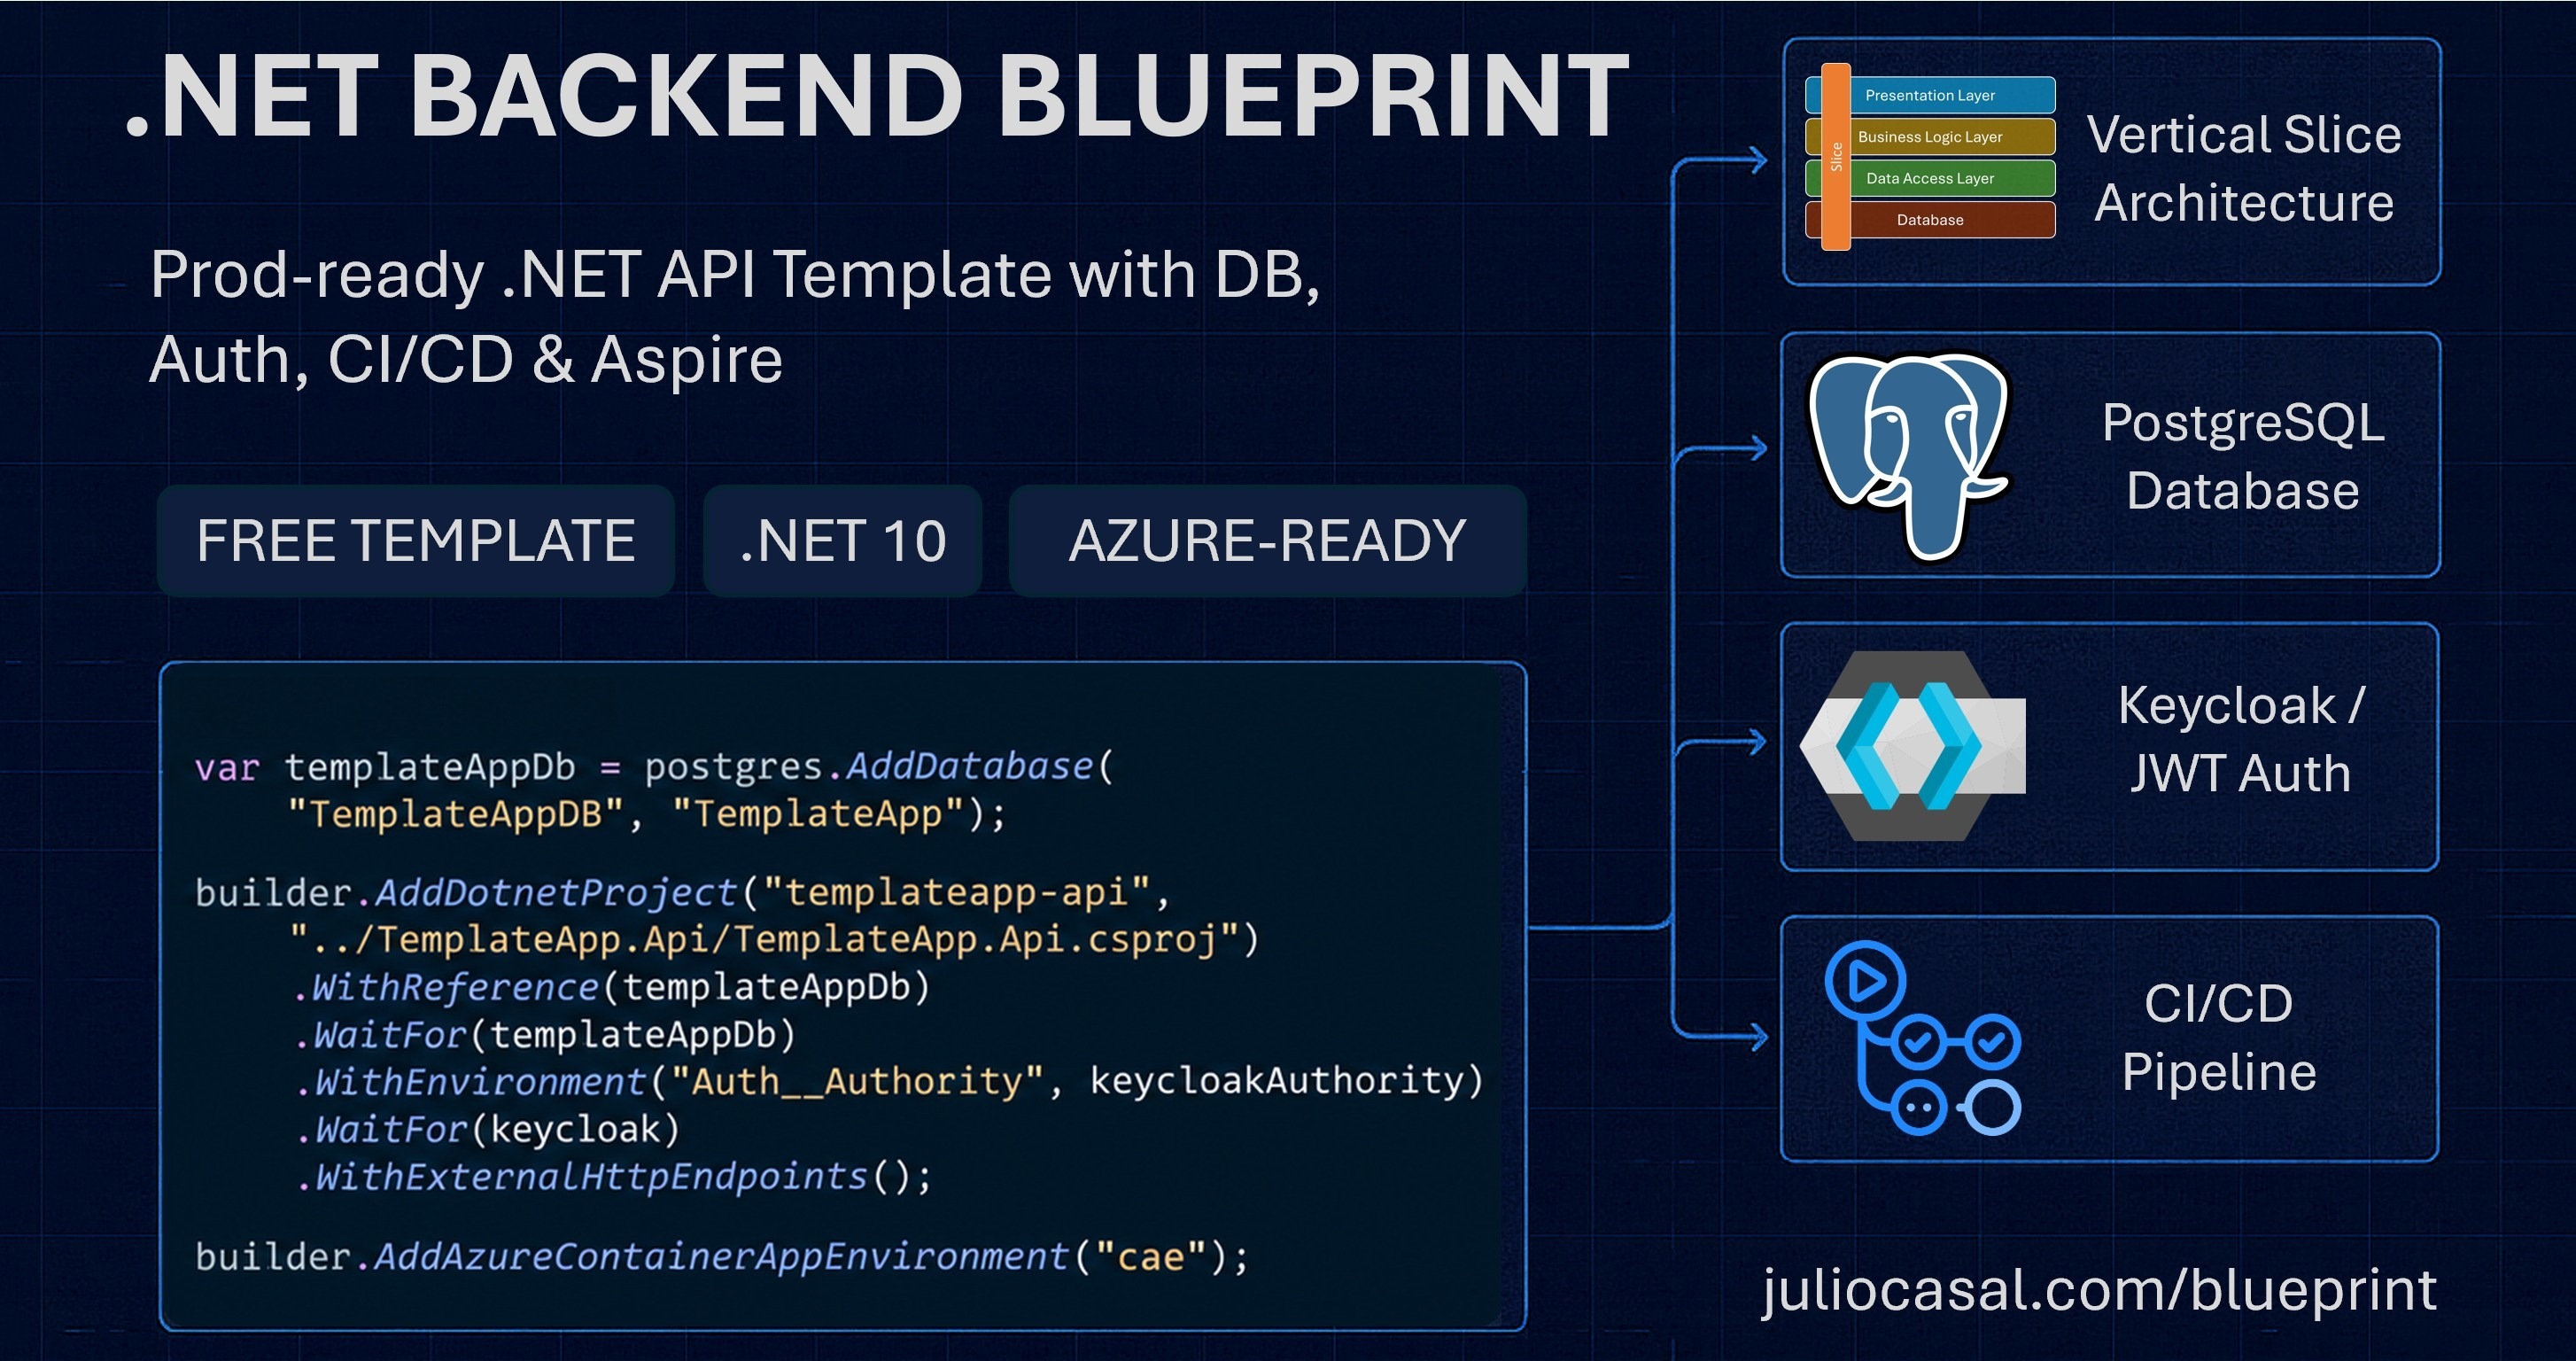 .NET BACKEND BLUEPRINT
Prod-ready .NET API Template with DB,
Auth, CI/CD & Aspire
FREE TEMPLATE
.NET 10
AZURE-READY
var templateAppDb = postgres.AddDatabase(
    "TemplateAppDB", "TemplateApp");
builder.AddDotnetProject("templateapp-api",
    "../TemplateApp.Api/TemplateApp.Api.csproj")
    .WithReference(templateAppDb)
    .WaitFor(templateAppDb)
    .WithEnvironment("Auth__Authority", keycloakAuthority)
    .WaitFor(keycloak)
    .WithExternalHttpEndpoints();
builder.AddAzureContainerAppEnvironment("cae");
Slice
Presentation Layer
Business Logic Layer
Data Access Layer
Database
Vertical Slice
Architecture
PostgreSQL
Database
Keycloak /
JWT Auth
CI/CD
Pipeline
juliocasal.com/blueprint